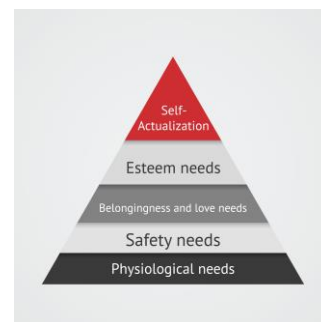 Self-
Actualization
Esteem needs
Belongingness and love needs
Safety needs
Physiological needs